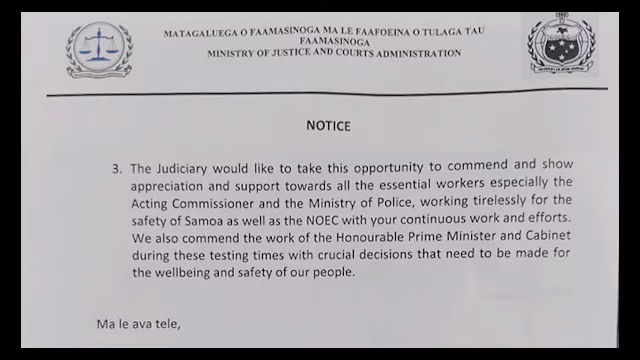 MATAGALUEGA O FAAMASINOGA MA LE FAAFOEINA O TULAGA TAU
FAAMASINOGA
MINISTRY OF JUSTICE AND COURTS ADMINISTRATION
NOTICE
3. The Judiciary would like to take this opportunity to commend and show
appreciation and support towards all the essential workers especially the
Acting Commissioner and the Ministry of Police, working tirelessly for the
safety of Samoa as well as the NOEC with your continuous work and efforts.
We also commend the work of the Honourable Prime Minister and Cabinet
during these testing times with crucial decisions that need to be made for
the wellbeing and safety of our people.
Ma le ava tele,